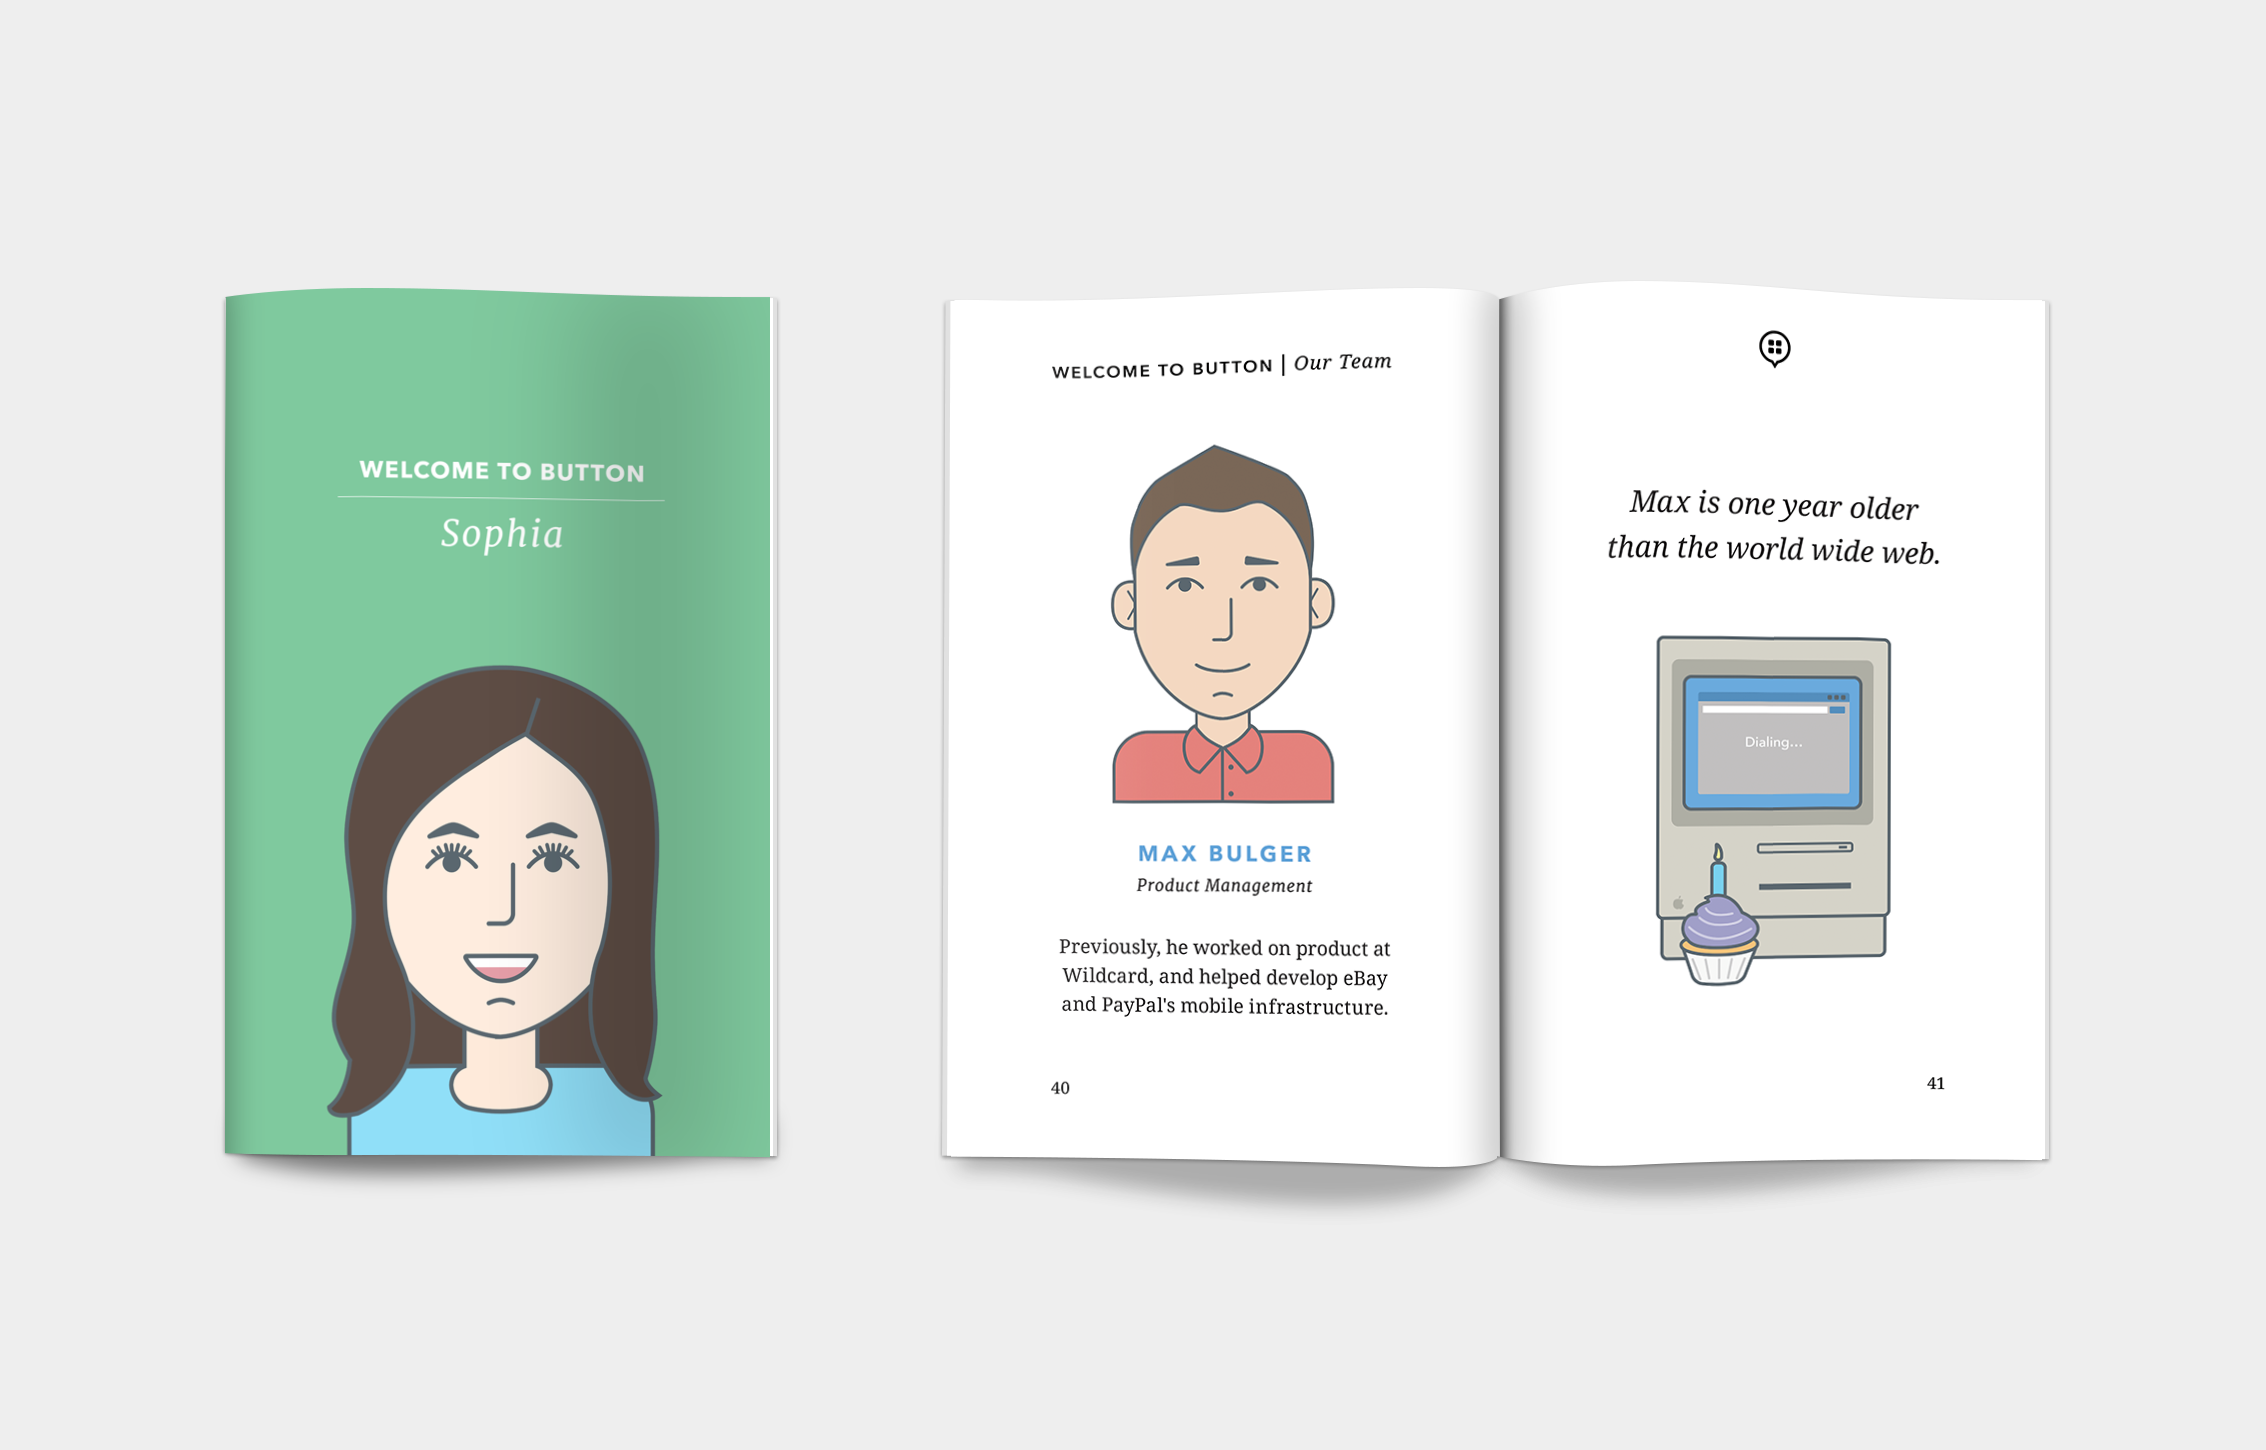 WELCOME TO BUTTON
Sophia
WELCOME TO BUTTON | Our Team
MAX BULGER
Product Management
Previously, he worked on product at
Wildcard, and helped develop eBay
and PayPal's mobile infrastructure.
40
Max is one year older
than the world wide web.
Dialing...
41